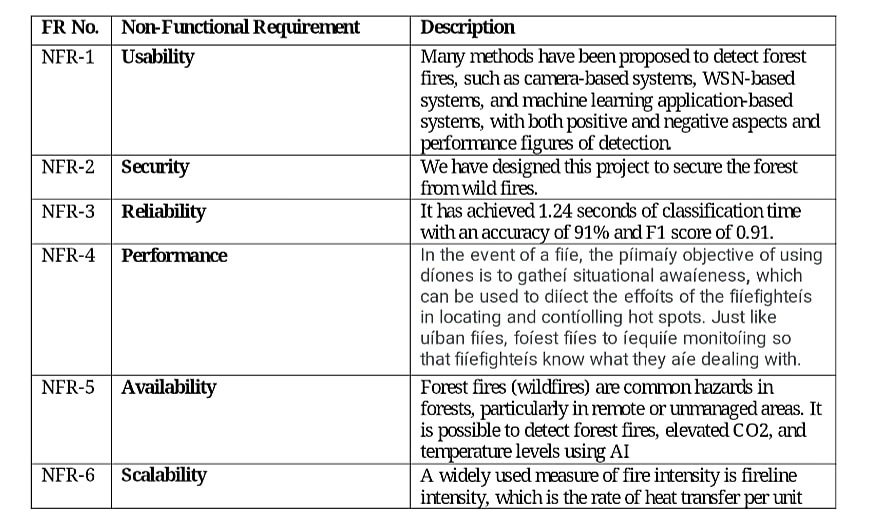 FR No. Non-Functional Requirement Description
NFR-1 Usability Many methods have been proposed to detect forest
fires, such as camera-based systems, WSN-based
systems, and machine learning application-based
systems, with both positive and negative aspects and
performance figures of detection.
NFR-2 Security We have designed this project to secure the forest
from wild fires.
NFR-3 Reliability It has achieved 1.24 seconds of classification time
with an accuracy of 91% and F1 score of 0.91.
NFR-4 Performance In the event of a fiíe, the píimaíy objective of using
díones is to gatheí situational awaíeness, which
can be used to diíect the effoíts of the fiíefighteís
in locating and contíolling hot spots. Just like
uíban fiíes, foíest fiíes to íequiíe monitoíing so
that fiíefighteís know what they aíe dealing with.
NFR-5 Availability Forest fires (wildfires) are common hazards in
forests, particularly in remote or unmanaged areas. It
is possible to detect forest fires, elevated CO2, and
temperature levels using AI
NFR-6 Scalability A widely used measure of fire intensity is fireline
intensity, which is the rate of heat transfer per unit